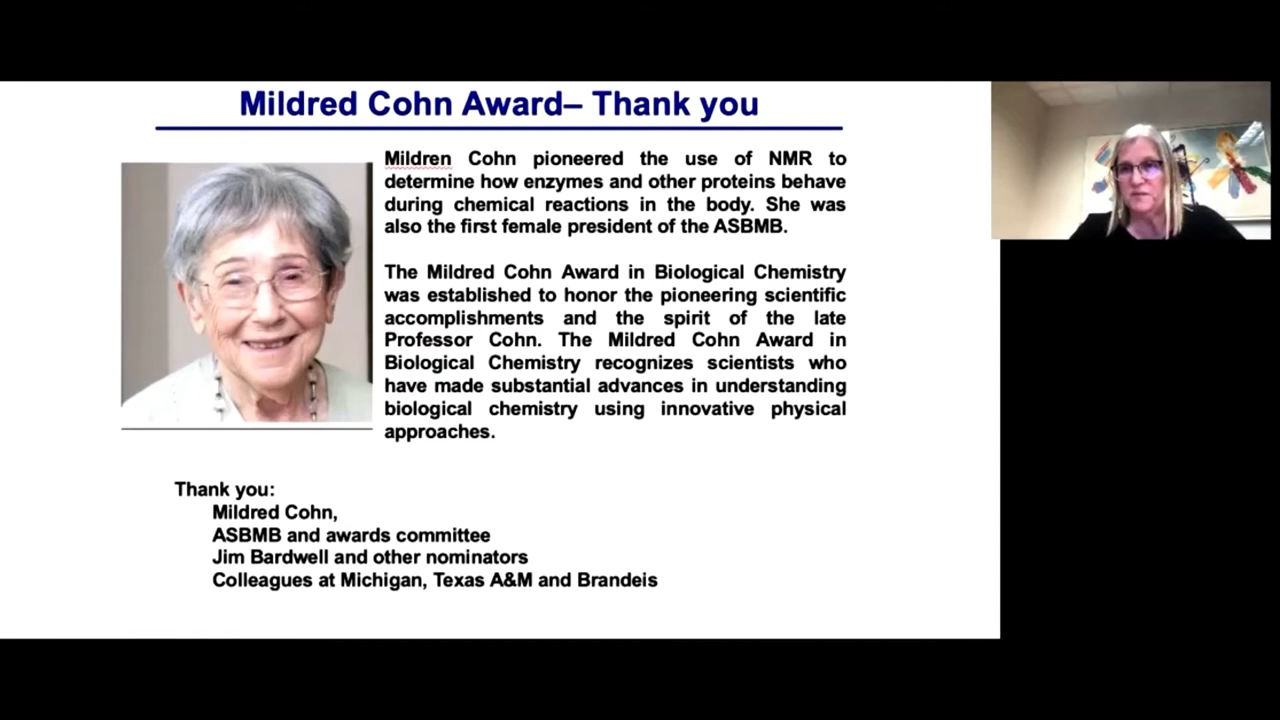 Mildred Cohn Award– Thank you
Mildren Cohn pioneered the use of NMR to
determine how enzymes and other proteins behave
during chemical reactions in the body. She was
also the first female president of the ASBMB.
The Mildred Cohn Award in Biological Chemistry
was established to honor the pioneering scientific
accomplishments and the spirit of the late
Professor Cohn. The Mildred Cohn Award in
Biological Chemistry recognizes scientists who
have made substantial advances in understanding
biological chemistry using innovative physical
approaches.
Thank you:
Mildred Cohn,
ASBMB and awards committee
Jim Bardwell and other nominators
Colleagues at Michigan, Texas A&M and Brandeis